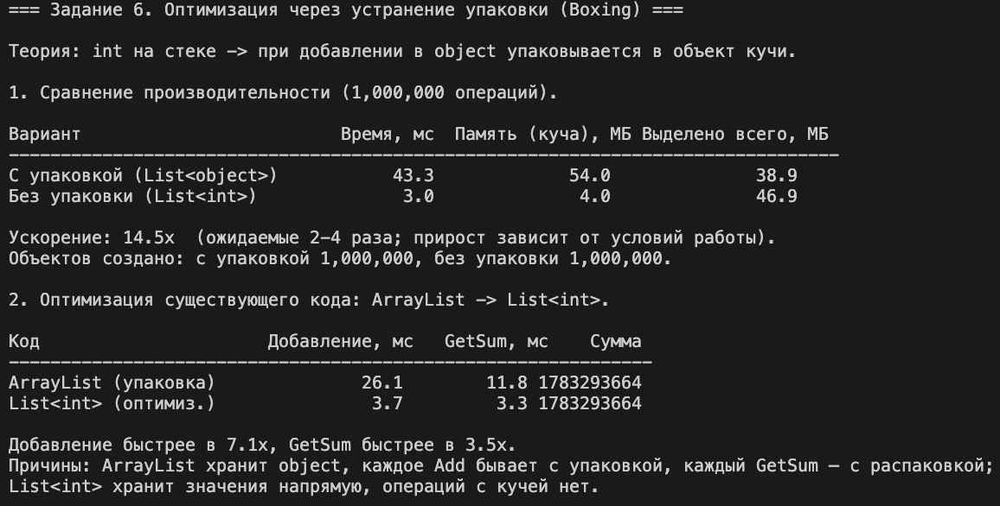 === Задание 6. Оптимизация через устранение упаковки (Boxing) ===
Теория: int на стеке -> при добавлении в object упаковывается в объект кучи.
1. Сравнение производительности (1,000,000 операций).
Вариант Время, мс Память (куча), МБ Выделено всего, МБ
--------------------------------------------------------------------------------
С упаковкой (List<object>) 43.3 54.0 38.9
Без упаковки (List<int>) 3.0 4.0 46.9
Ускорение: 14.5x (ожидаемые 2-4 раза; прирост зависит от условий работы).
Объектов создано: с упаковкой 1,000,000, без упаковки 1,000,000.
2. Оптимизация существующего кода: ArrayList -> List<int>.
Код Добавление, мс GetSum, мс Сумма
--------------------------------------------------------------
ArrayList (упаковка) 26.1 11.8 1783293664
List<int> (оптимиз.) 3.7 3.3 1783293664
Добавление быстрее в 7.1x, GetSum быстрее в 3.5x.
Причины: ArrayList хранит object, каждое Add бывает с упаковкой, каждый GetSum — с распаковкой;
List<int> хранит значения напрямую, операций с кучей нет.